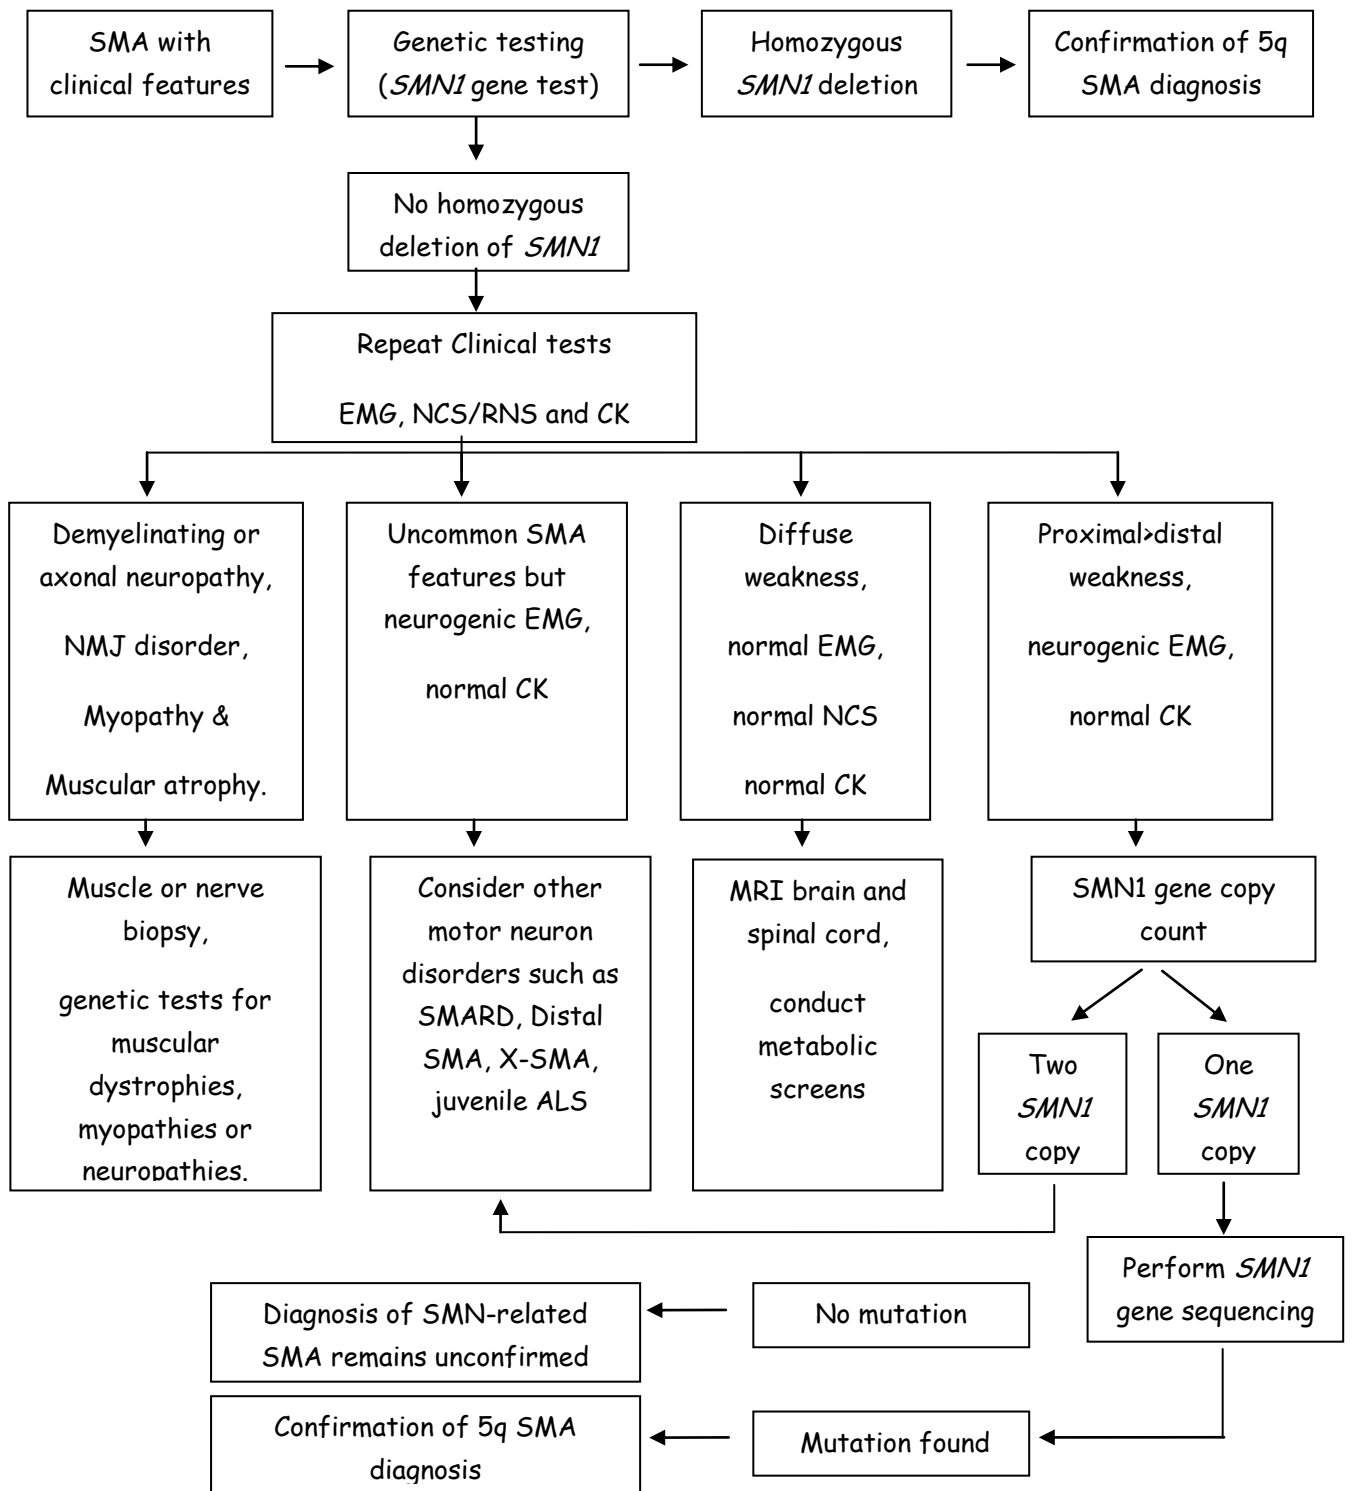 SMA with
clinical features
Genetic testing
(SMN1 gene test)
Homozygous
SMN1 deletion
Confirmation of 5q
SMA diagnosis
No homozygous
deletion of SMN1
Repeat Clinical tests
EMG, NCS/RNS and CK
Demyelinating or
axonal neuropathy,
NMJ disorder,
Myopathy &
Muscular atrophy.
Uncommon SMA
features but
neurogenic EMG,
normal CK
Diffuse
weakness,
normal EMG,
normal NCS
normal CK
Proximal>distal
weakness,
neurogenic EMG,
normal CK
Muscle or nerve
biopsy,
genetic tests for
muscular
dystrophies,
myopathies or
neuropathies.
Consider other
motor neuron
disorders such as
SMARD, Distal
SMA, X-SMA,
juvenile ALS
MRI brain and
spinal cord,
conduct
metabolic
screens
SMN1 gene copy
count
Two
SMN1
copy
One
SMN1
copy
Perform SMN1
gene sequencing
Diagnosis of SMN-related
SMA remains unconfirmed
No mutation
Confirmation of 5q SMA
diagnosis
Mutation found